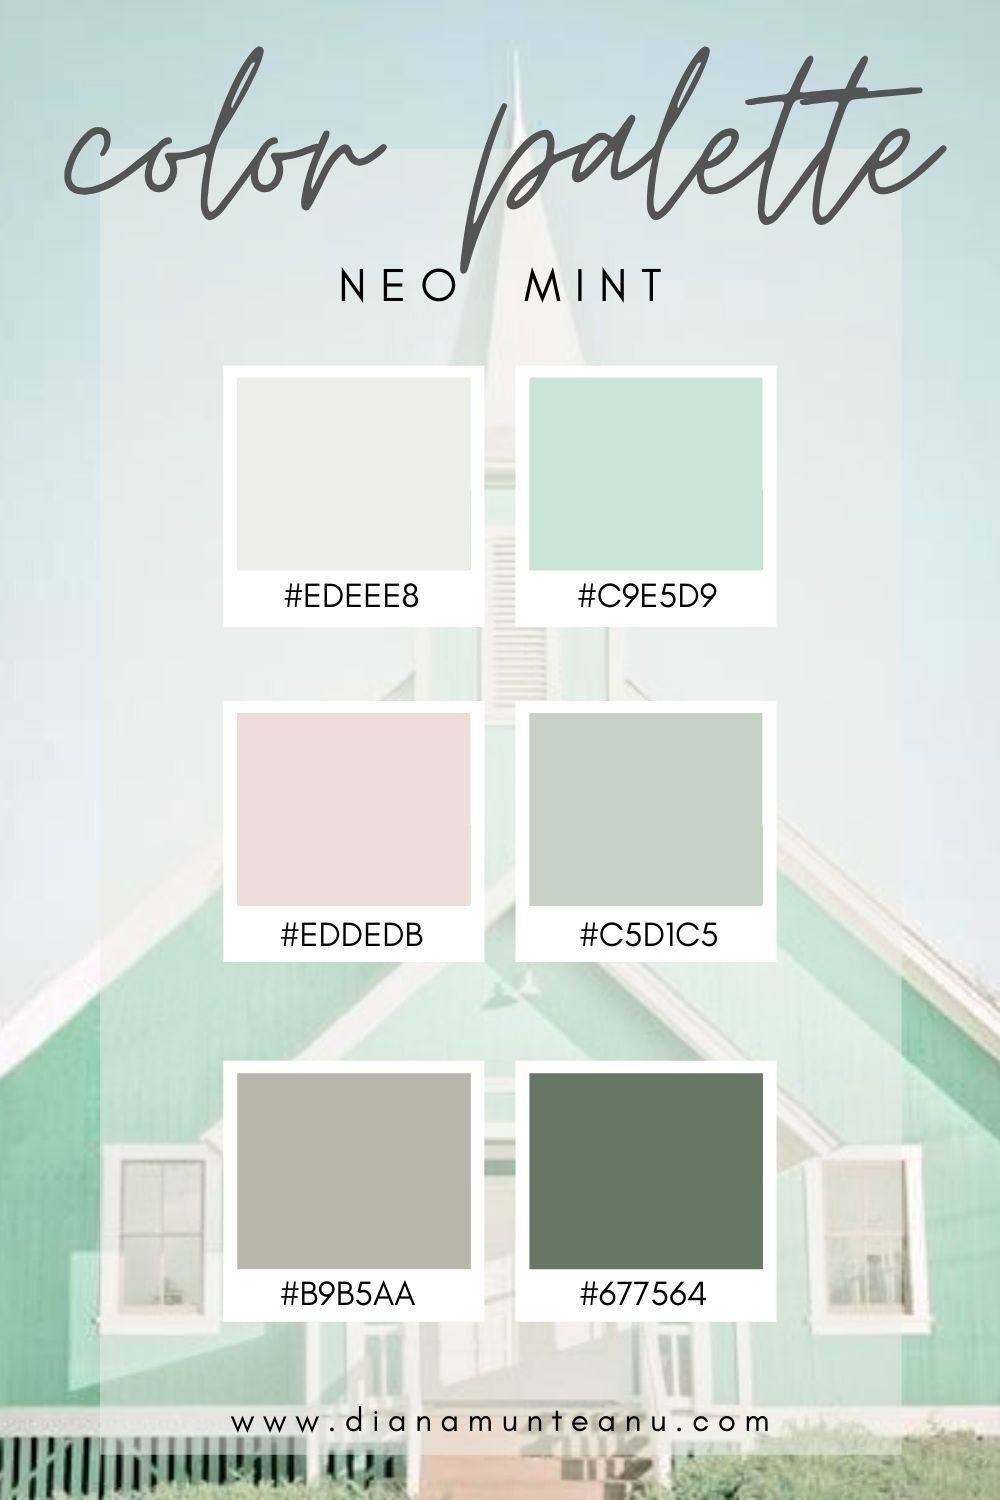 color palette
NEO MINT
#EDEEE8
#C9E5D9
#EDDEDB
#C5D1C5
#B9B5AA
#677564
www.dianamunteanu.com